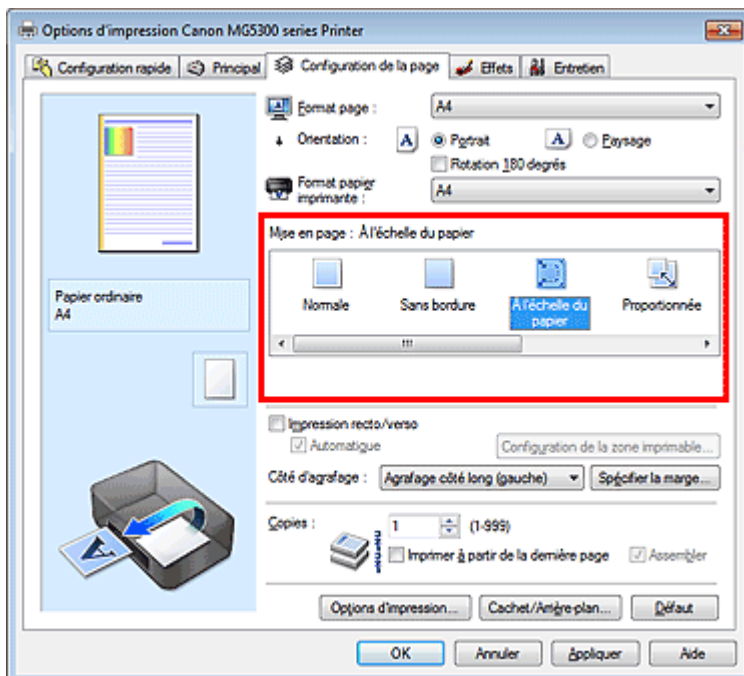 Options d'impression Canon MG5300 series Printer
Configuration rapide Principal Configuration de la page Effets Entretien
Format page : A4
Orientation : A Portrait A Paysage
Rotation 180 degrés
Format papier
imprimante : A4
Mise en page : À l'échelle du papier
Normale Sans bordure À l'échelle du
papier Proportionnée
Papier ordinaire
A4
Impression recto/verso
Automatique Configuration de la zone imprimable...
Côté d'agrafage : Agrafage côté long (gauche) Spécifier la marge...
Copies : 1 (1-999)
Imprimer à partir de la dernière page Assembler
A
Options d'impression... Cachet/Arrière-plan... Défaut
OK Annuler Appliquer Aide